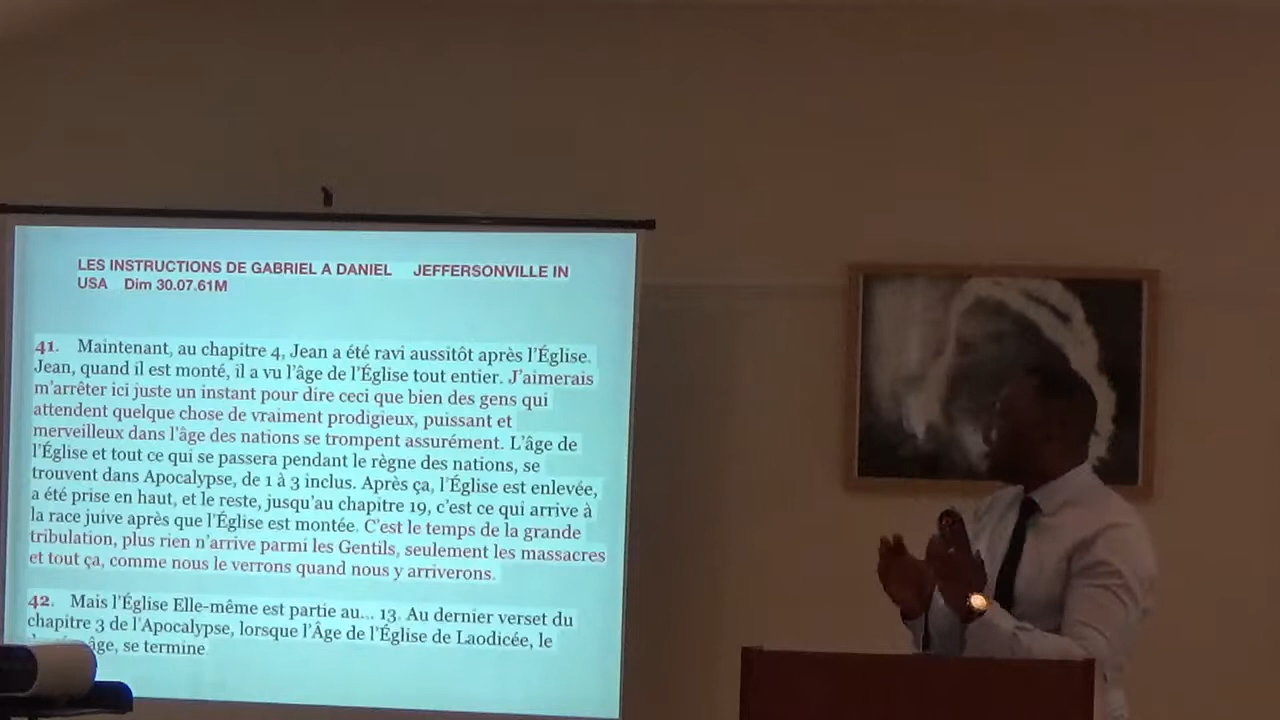 LES INSTRUCTIONS DE GABRIEL A DANIEL JEFFERSONVILLE IN
USA Dim 30.07.61M
41. Maintenant, au chapitre 4, Jean a été ravi aussitôt après l'Église.
Jean, quand il est monté, il a vu l'âge de l'Église tout entier. J'aimerais
m'arrêter ici juste un instant pour dire ceci que bien des gens qui
attendent quelque chose de vraiment prodigieux, puissant et
merveilleux dans l'âge des nations se trompent assurément. L'âge de
l'Église et tout ce qui se passera pendant le règne des nations, se
trouvent dans Apocalypse, de 1 à 3 inclus. Après ça, l'Église est enlevée,
a été prise en haut, et le reste, jusqu'au chapitre 19, c'est ce qui arrive à
la race juive après que l'Église est montée. C'est le temps de la grande
tribulation, plus rien n'arrive parmi les Gentils, seulement les massacres
et tout ça, comme nous le verrons quand nous y arriverons.
42. Mais l'Église Elle-même est partie au... 13. Au dernier verset du
chapitre 3 de l'Apocalypse, lorsque l'Âge de l'Église de Laodicée, le
âge, se termine